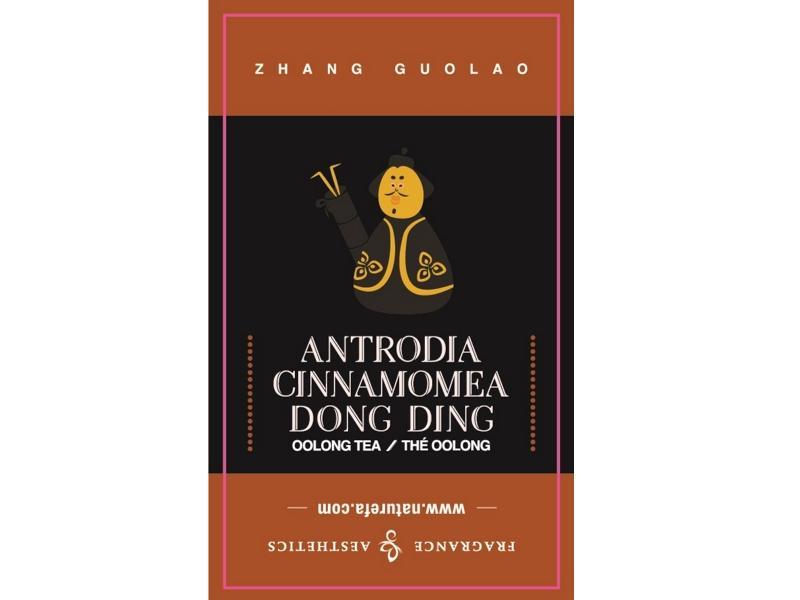 ZHANG GUOLAO
ANTRODIA
CINNAMOMEA
DONG DING
OOLONG TEA / THÉ OOLONG
www.naturefa.com
FRAGRANCE AESTHETICS